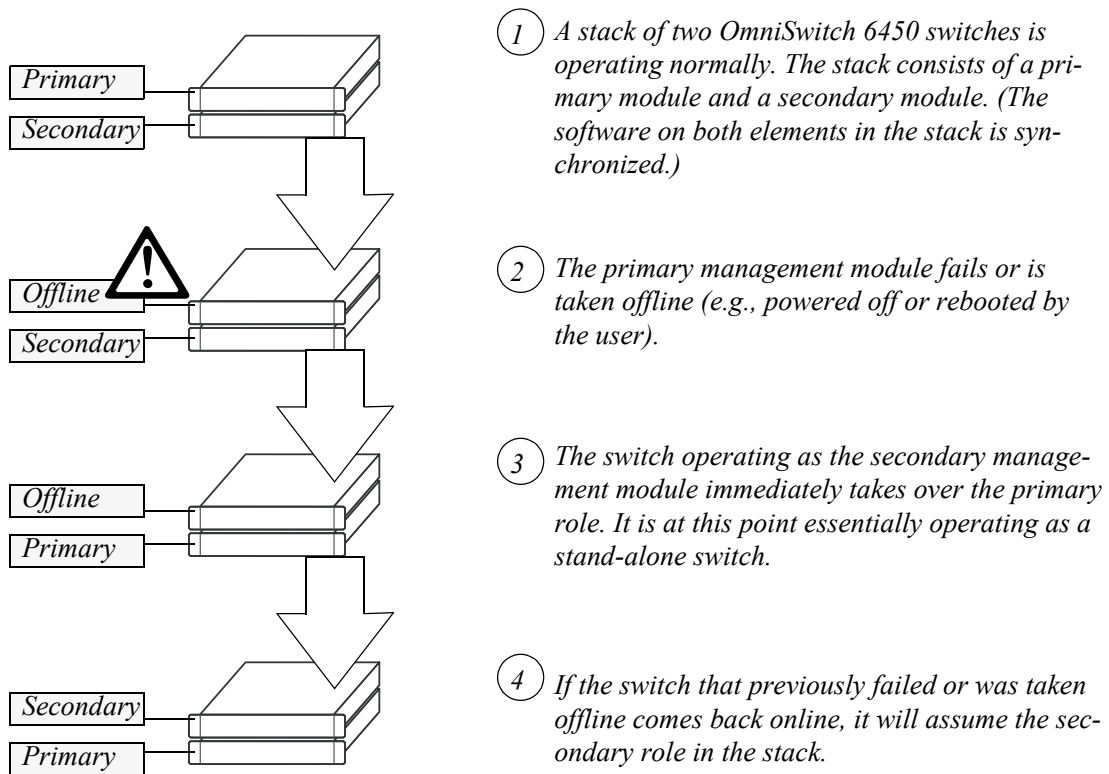 Primary
Secondary
1
A stack of two OmniSwitch 6450 switches is
operating normally. The stack consists of a pri-
mary module and a secondary module. (The
software on both elements in the stack is syn-
chronized.)
!
Offline
Secondary
2
The primary management module fails or is
taken offline (e.g., powered off or rebooted by
the user).
Offline
Primary
3
The switch operating as the secondary manage-
ment module immediately takes over the primary
role. It is at this point essentially operating as a
stand-alone switch.
Secondary
Primary
4
If the switch that previously failed or was taken
offline comes back online, it will assume the sec-
ondary role in the stack.